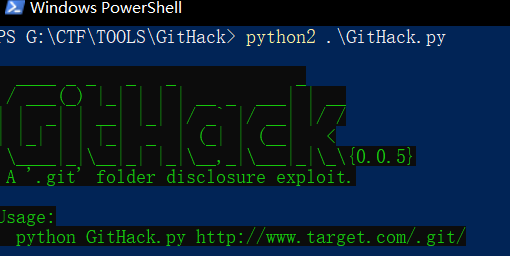 Windows PowerShell
PS G:\CTF\TOOLS\GitHack> python2 .\GitHack.py
GitHack{0.0.5}
A '.git' folder disclosure exploit.
Usage:
python GitHack.py http://www.target.com/.git/